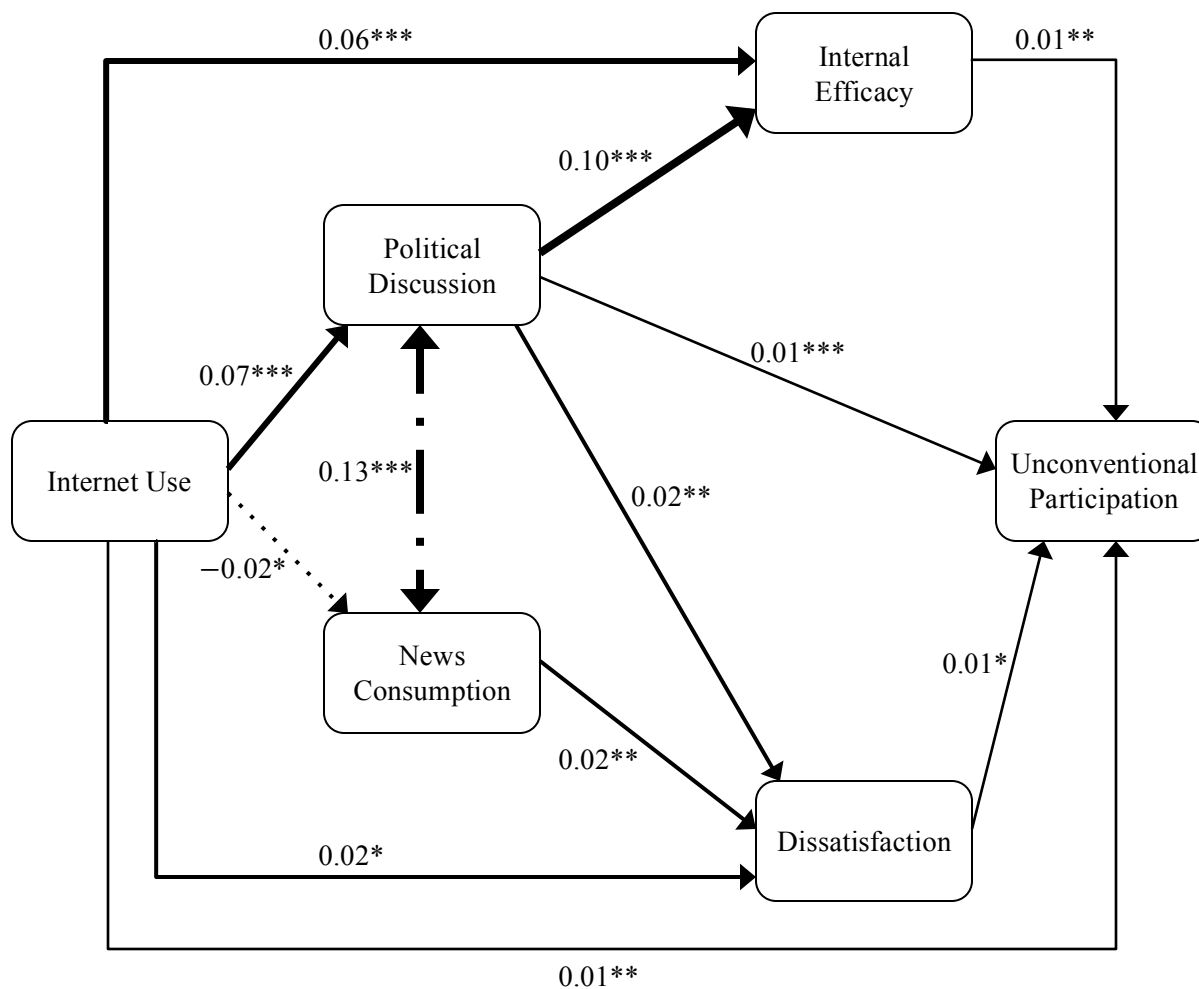 0.06***
Internal
Efficacy
0.01**
0.10***
Political
Discussion
0.07***
0.01***
Internet Use
0.13***
0.02**
Unconventional
Participation
−0.02*
News
Consumption
0.01*
0.02**
Dissatisfaction
0.02*
0.01**